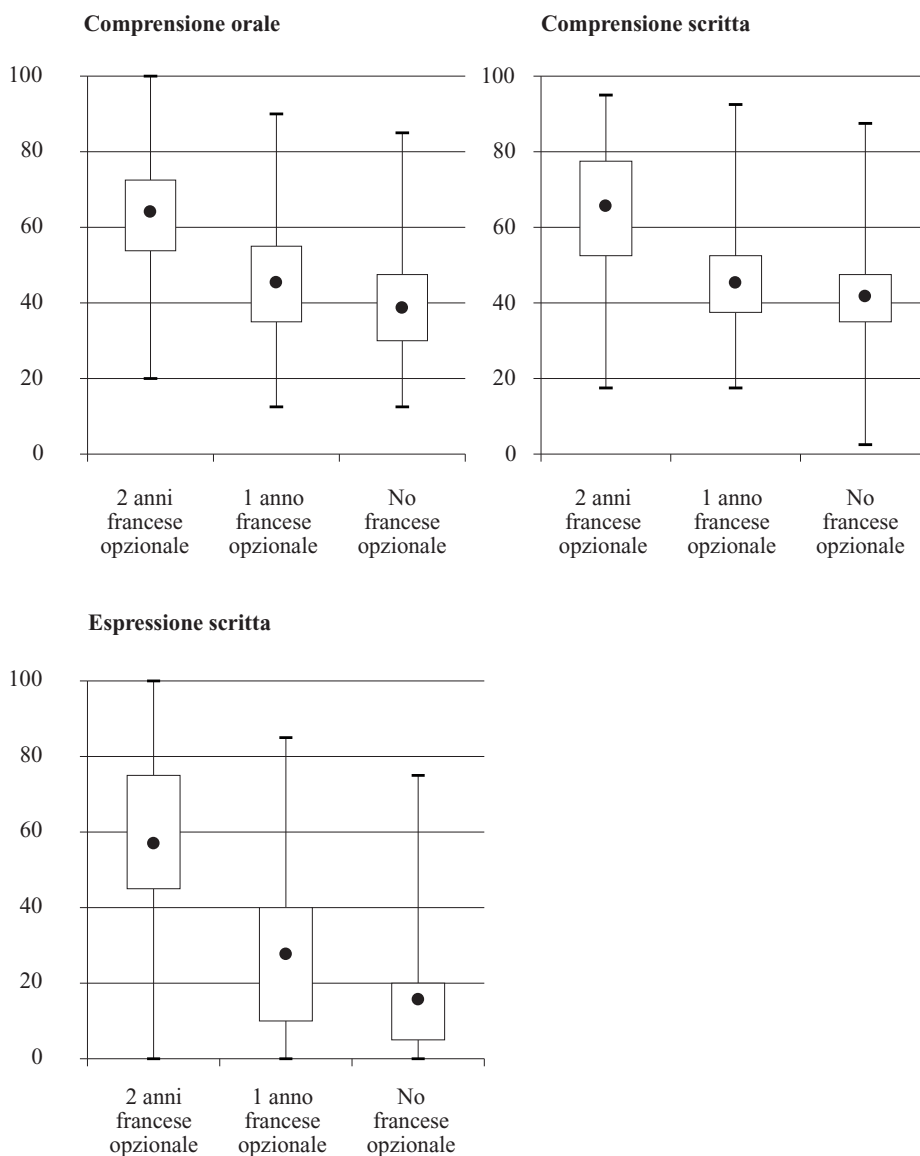 Comprensione orale
100
80
60
40
20
0
2 anni
francese
opzionale
1 anno
francese
opzionale
No
francese
opzionale
Comprensione scritta
100
80
60
40
20
0
2 anni
francese
opzionale
1 anno
francese
opzionale
No
francese
opzionale
Espressione scritta
100
80
60
40
20
0
2 anni
francese
opzionale
1 anno
francese
opzionale
No
francese
opzionale